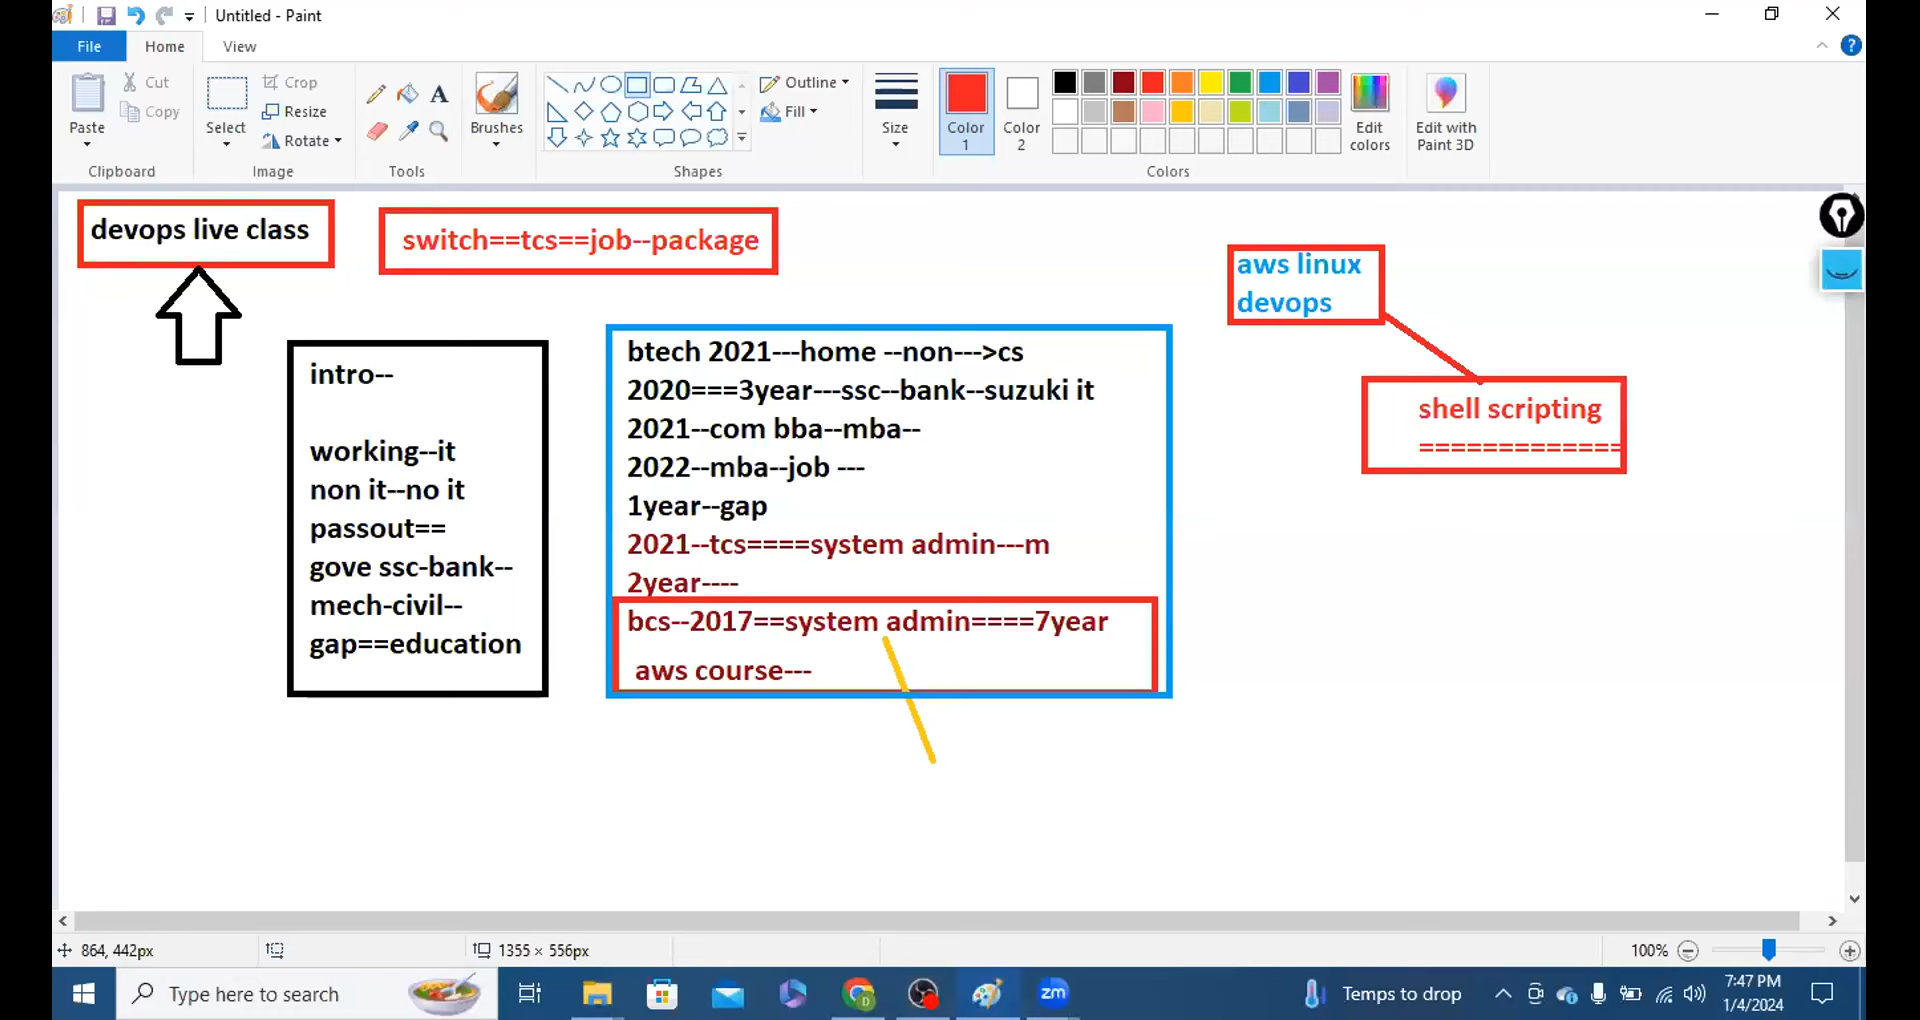 Untitled - Paint
File Home View
Paste
Cut
Copy
Clipboard
Select
Crop
Resize
Rotate
Image
A
Tools
Brushes
Outline
Fill
Shapes
Size
Color 1
Color 2
Edit colors
Edit with Paint 3D
Colors
devops live class
switch==tcs==job--package
aws linux
devops
shell scripting
=============
intro--
working--it
non it--no it
passout==
gove ssc-bank--
mech-civil--
gap==education
btech 2021---home --non--->cs
2020===3year---ssc--bank--suzuki it
2021--com bba--mba--
2022--mba--job ---
1year--gap
2021--tcs====system admin---m
2year----
bcs--2017==system admin====7year
aws course---
864, 442px
1355 × 556px
100%
Type here to search
zm
Temps to drop
7:47 PM
1/4/2024